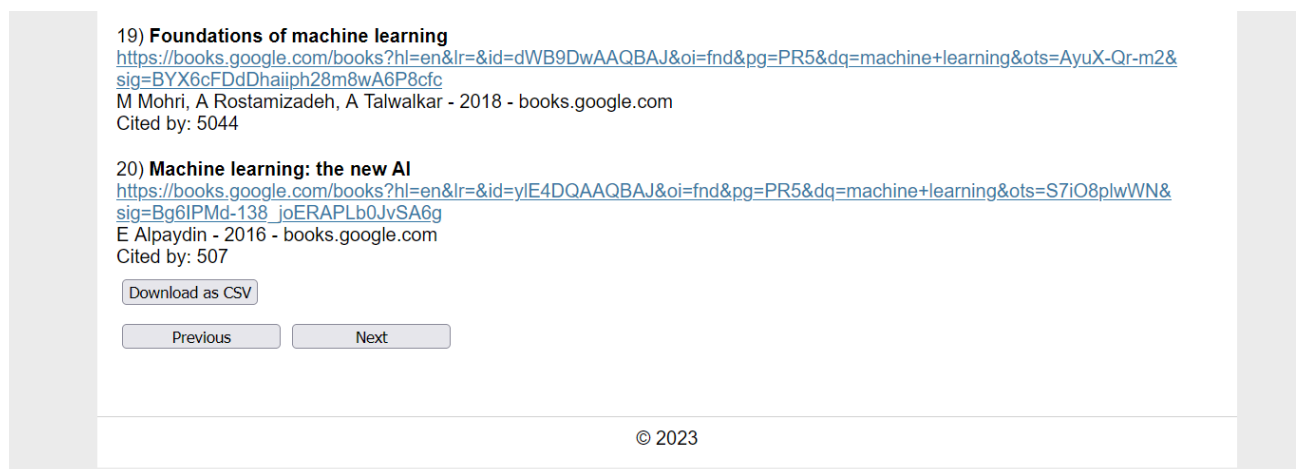 19) Foundations of machine learning
https://books.google.com/books?hl=en&lr=&id=dWB9DwAAQBAJ&oi=fnd&pg=PR5&dq=machine+learning&ots=AyuX-Qr-m2&
sig=BYX6cFDdDhaiiph28m8wA6P8cfc
M Mohri, A Rostamizadeh, A Talwalkar - 2018 - books.google.com
Cited by: 5044
20) Machine learning: the new AI
https://books.google.com/books?hl=en&lr=&id=ylE4DQAAQBAJ&oi=fnd&pg=PR5&dq=machine+learning&ots=S7iO8plwWN&
sig=Bg6IPMd-138_joERAPLb0JvSA6g
E Alpaydin - 2016 - books.google.com
Cited by: 507
Download as CSV
Previous Next
© 2023